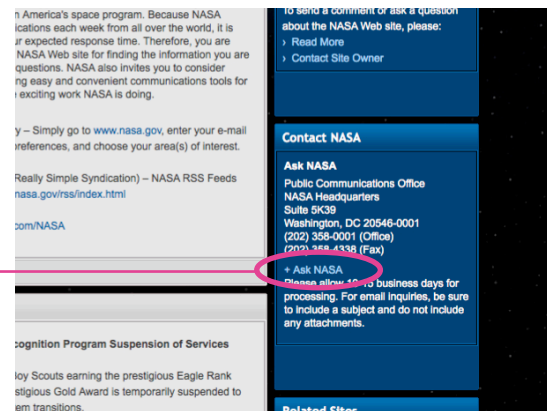 n America's space program. Because NASA
ications each week from all over the world, it is
ur expected response time. Therefore, you are
NASA Web site for finding the information you are
questions. NASA also invites you to consider
ng easy and convenient communications tools for
exciting work NASA is doing.
y – Simply go to www.nasa.gov, enter your e-mail
preferences, and choose your area(s) of interest.
Really Simple Syndication) – NASA RSS Feeds
nasa.gov/rss/index.html
com/NASA
cognition Program Suspension of Services
Boy Scouts earning the prestigious Eagle Rank
stigious Gold Award is temporarily suspended to
em transitions.
To send a comment or ask a question
about the NASA Web site, please:
› Read More
› Contact Site Owner
Contact NASA
Ask NASA
Public Communications Office
NASA Headquarters
Suite 5K39
Washington, DC 20546-0001
(202) 358-0001 (Office)
(202) 358-4338 (Fax)
+ Ask NASA
Please allow 10-15 business days for
processing. For email inquiries, be sure
to include a subject and do not include
any attachments.
Related Sites